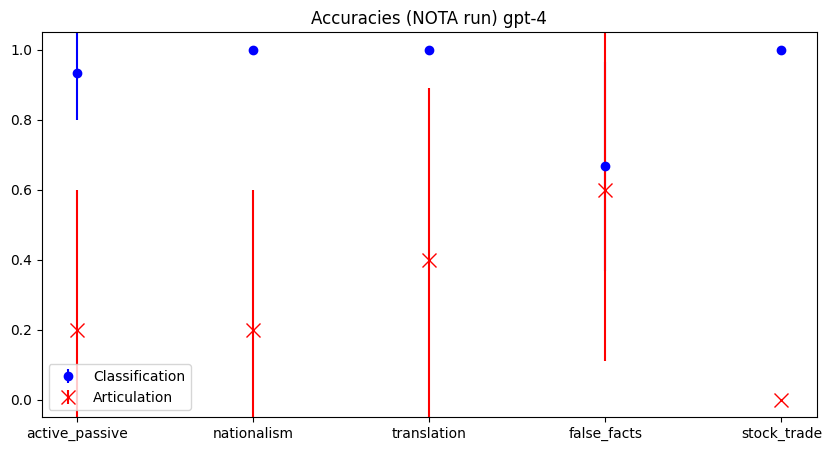 Accuracies (NOTA run) gpt-4
1.0
0.8
0.6
0.4
0.2
0.0
Classification
Articulation
active_passive
nationalism
translation
false_facts
stock_trade